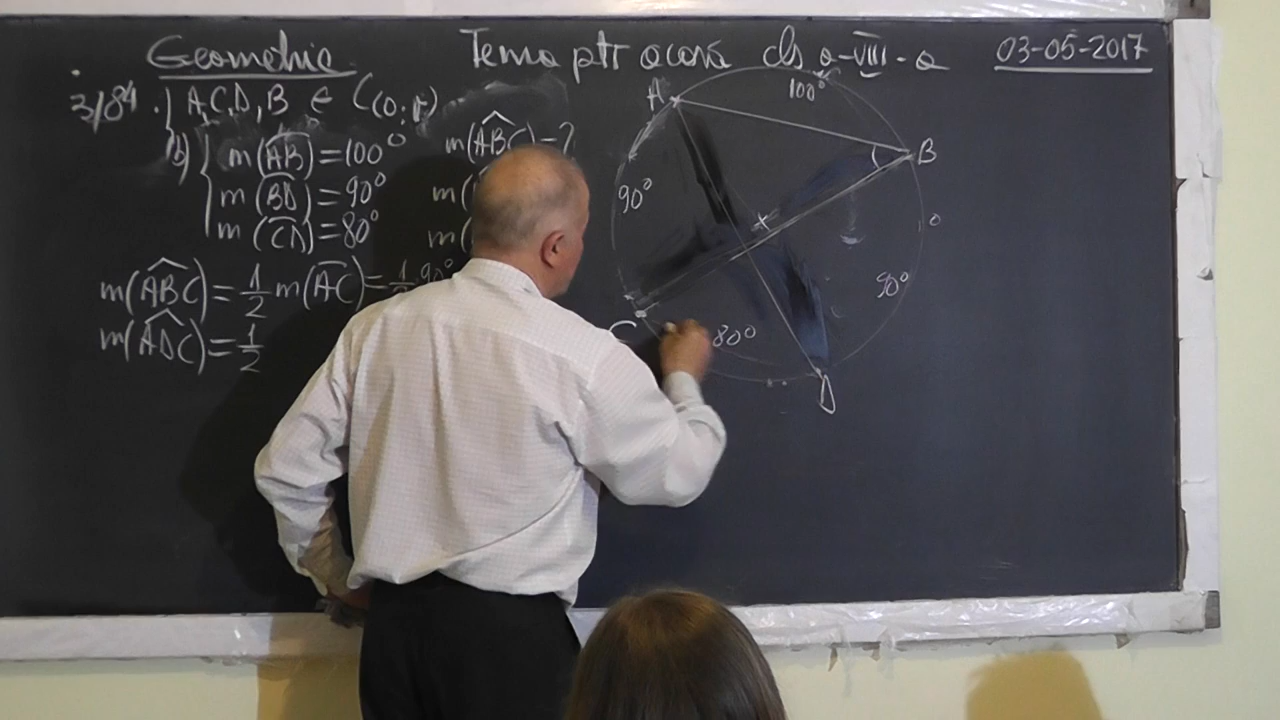 Geometrie Tema ptr acasă cls a-VIII-a 03-05-2017
3/84. A,C,D,B ∈ C(O;r)
b) m(AB)=100° m(ABC)=?
m(BD)=90° m(
m(CD)=80° m(
m(ABC)=1/2 m(AC)=1/2·90°
m(ADC)=1/2
A 100°
B
90°
90°
C 80°
D